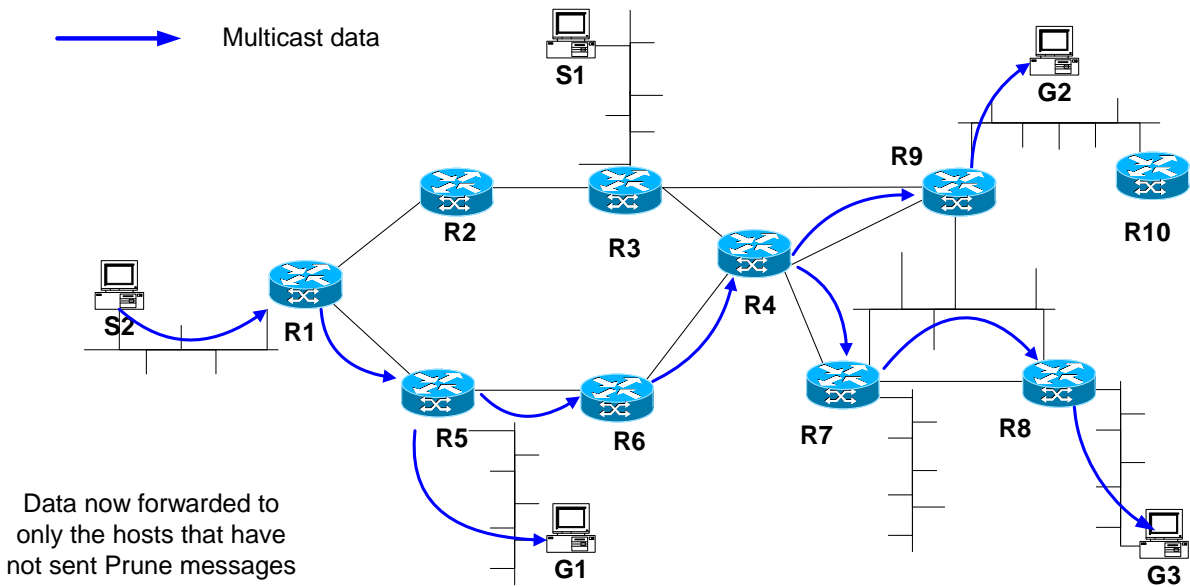 Multicast data
S1
G2
R9
R2
R3
R10
R4
S2
R1
R5
R6
R7
R8
Data now forwarded to
only the hosts that have
not sent Prune messages
G1
G3